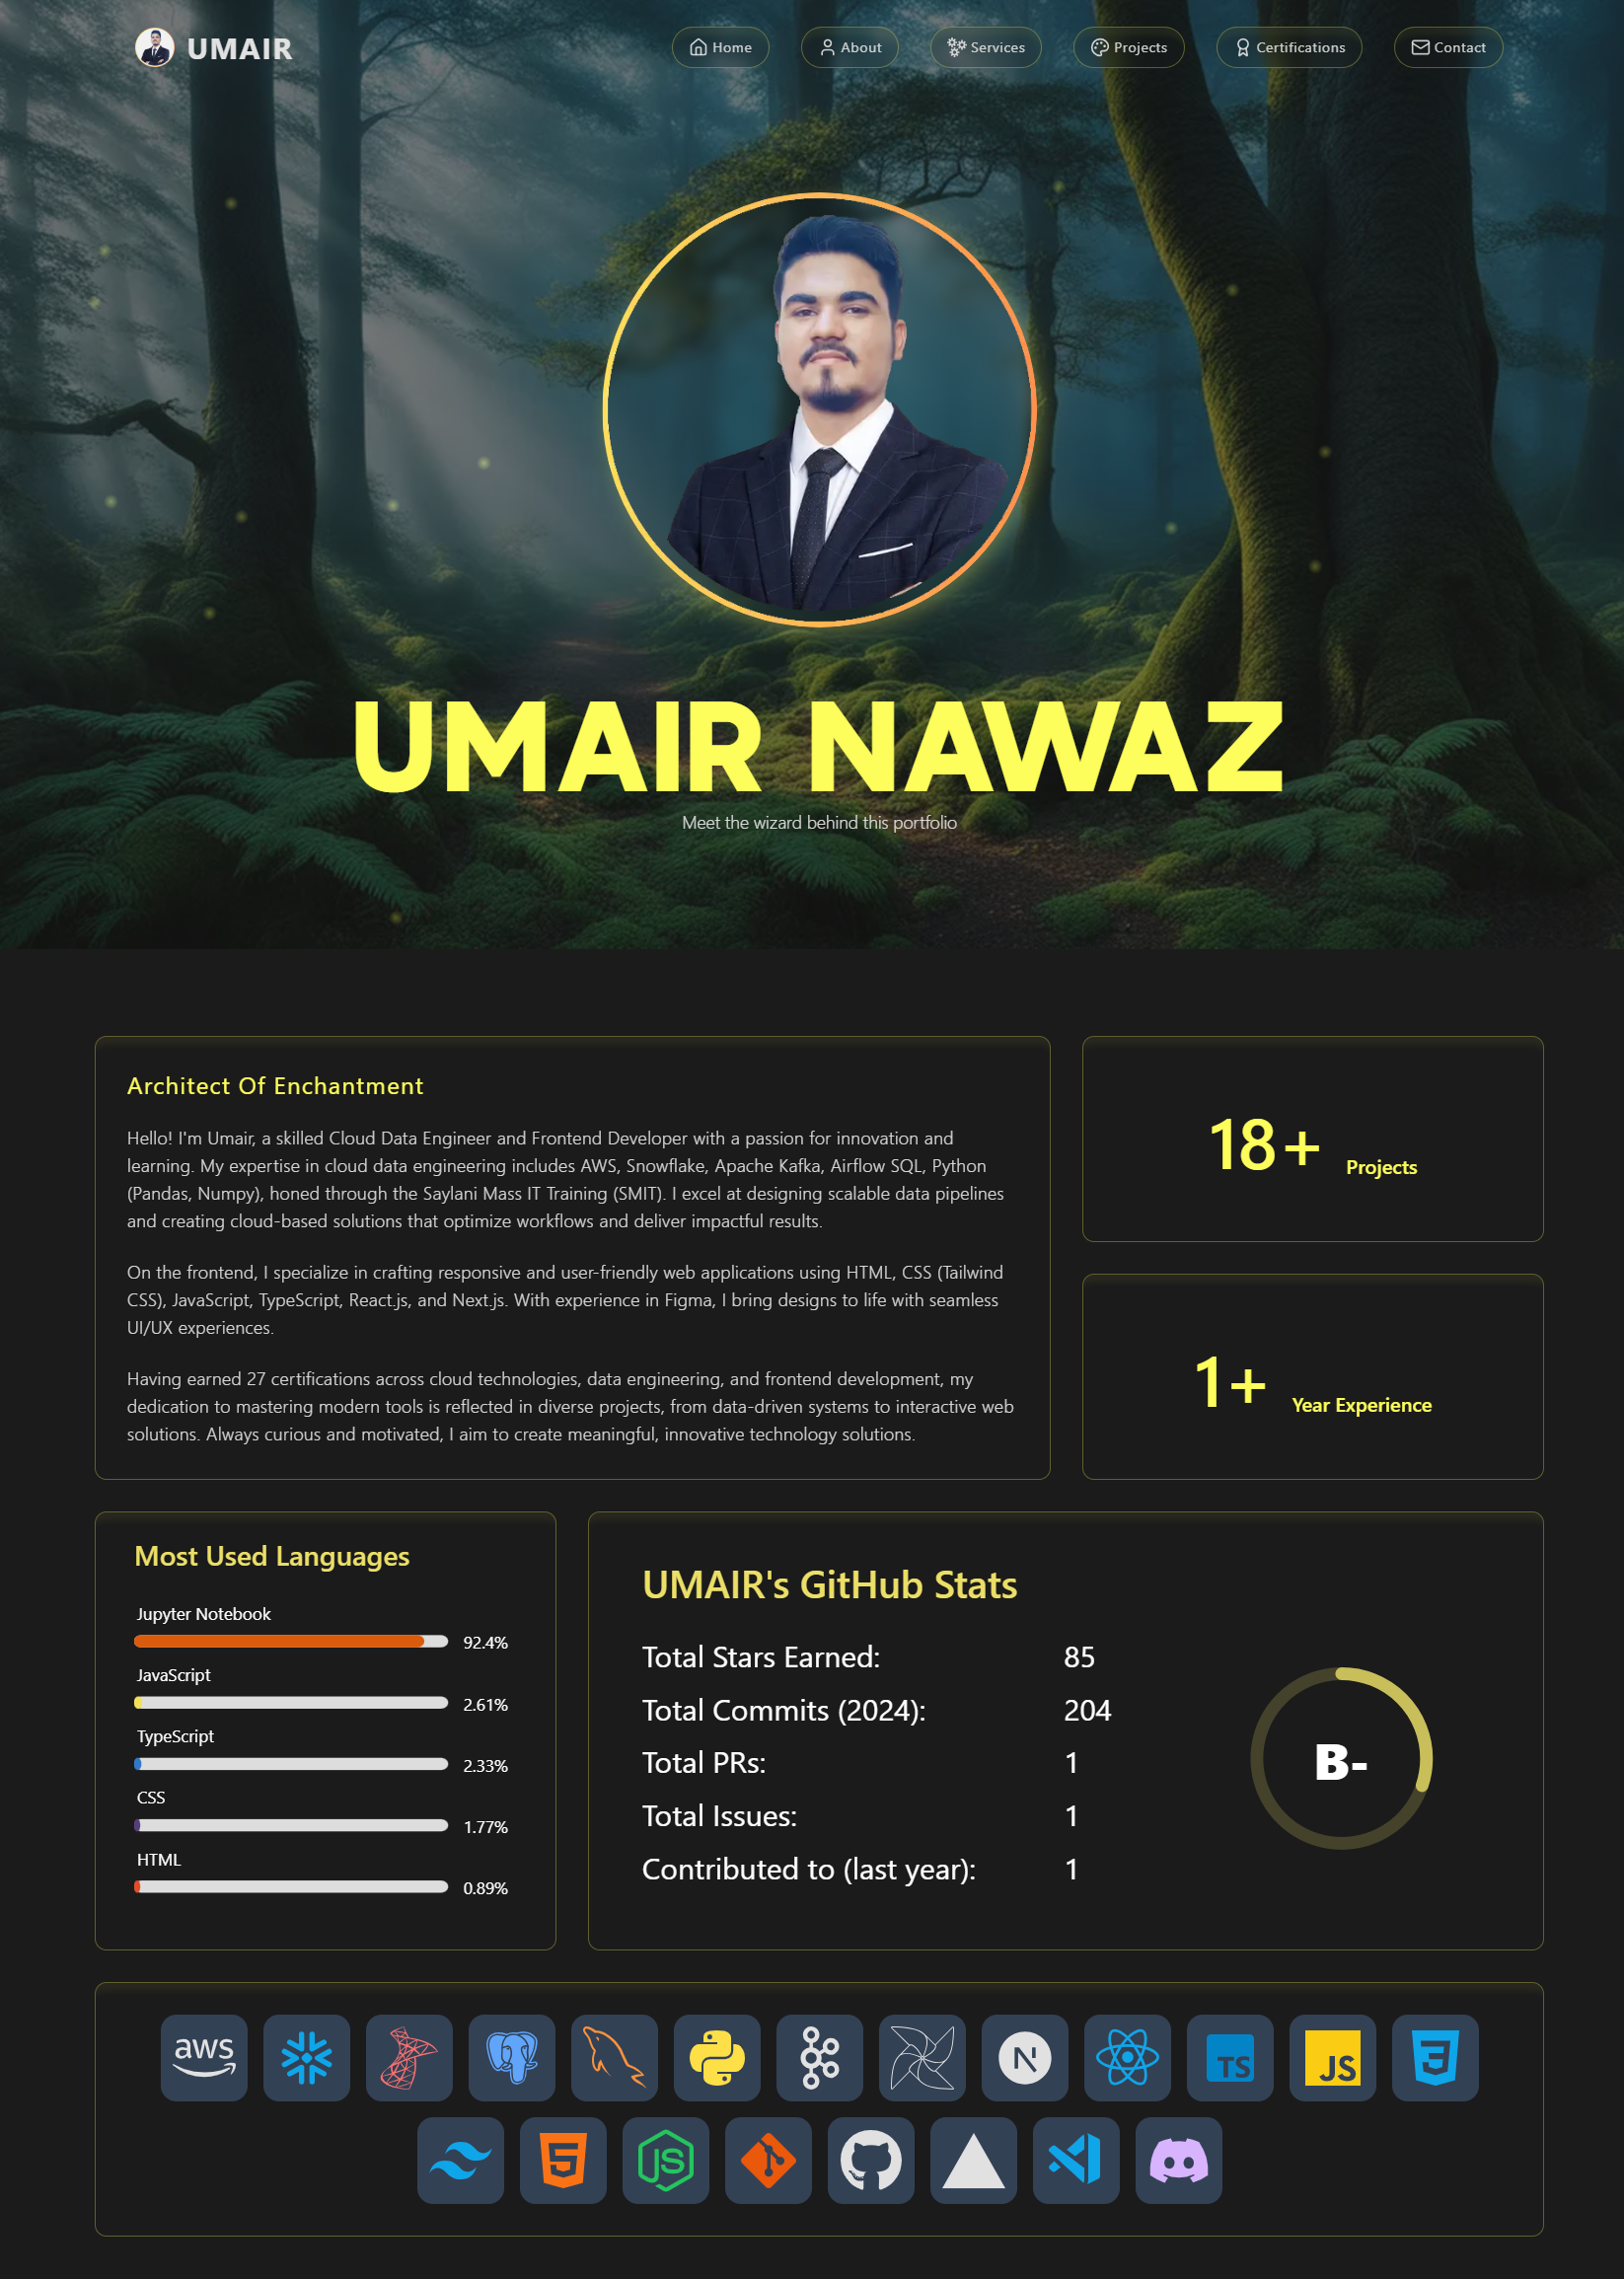 UMAIR
Home
About
Services
Projects
Certifications
Contact
UMAIR NAWAZ
Meet the wizard behind this portfolio
Architect Of Enchantment
Hello! I'm Umair, a skilled Cloud Data Engineer and Frontend Developer with a passion for innovation and
learning. My expertise in cloud data engineering includes AWS, Snowflake, Apache Kafka, Airflow SQL, Python
(Pandas, Numpy), honed through the Saylani Mass IT Training (SMIT). I excel at designing scalable data pipelines
and creating cloud-based solutions that optimize workflows and deliver impactful results.
On the frontend, I specialize in crafting responsive and user-friendly web applications using HTML, CSS (Tailwind
CSS), JavaScript, TypeScript, React.js, and Next.js. With experience in Figma, I bring designs to life with seamless
UI/UX experiences.
Having earned 27 certifications across cloud technologies, data engineering, and frontend development, my
dedication to mastering modern tools is reflected in diverse projects, from data-driven systems to interactive web
solutions. Always curious and motivated, I aim to create meaningful, innovative technology solutions.
18+ Projects
1+ Year Experience
Most Used Languages
Jupyter Notebook
92.4%
JavaScript
2.61%
TypeScript
2.33%
CSS
1.77%
HTML
0.89%
UMAIR's GitHub Stats
Total Stars Earned: 85
Total Commits (2024): 204
Total PRs: 1
Total Issues: 1
Contributed to (last year): 1
B-
aws
N
TS
JS
3
5
JS